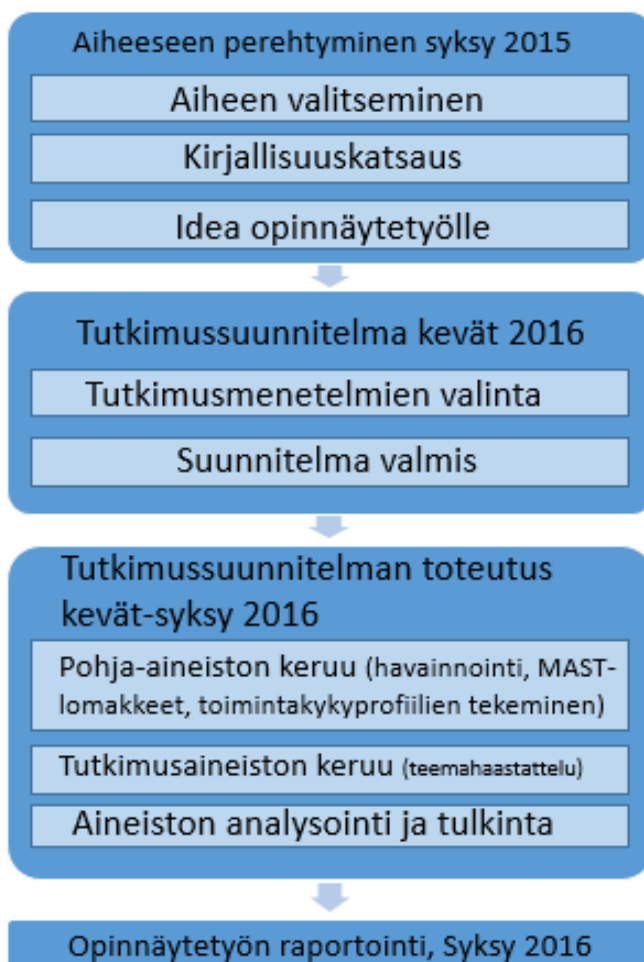 Aiheeseen perehtyminen syksy 2015
Aiheen valitseminen
Kirjallisuuskatsaus
Idea opinnäytetyölle
Tutkimussuunnitelma kevät 2016
Tutkimusmenetelmien valinta
Suunnitelma valmis
Tutkimussuunnitelman toteutus
kevät-syksy 2016
Pohja-aineiston keruu (havainnointi, MAST-
lomakkeet, toimintakykyprofiilien tekeminen)
Tutkimusaineiston keruu (teemahaastattelu)
Aineiston analysointi ja tulkinta
Opinnäytetyön raportointi, Syksy 2016